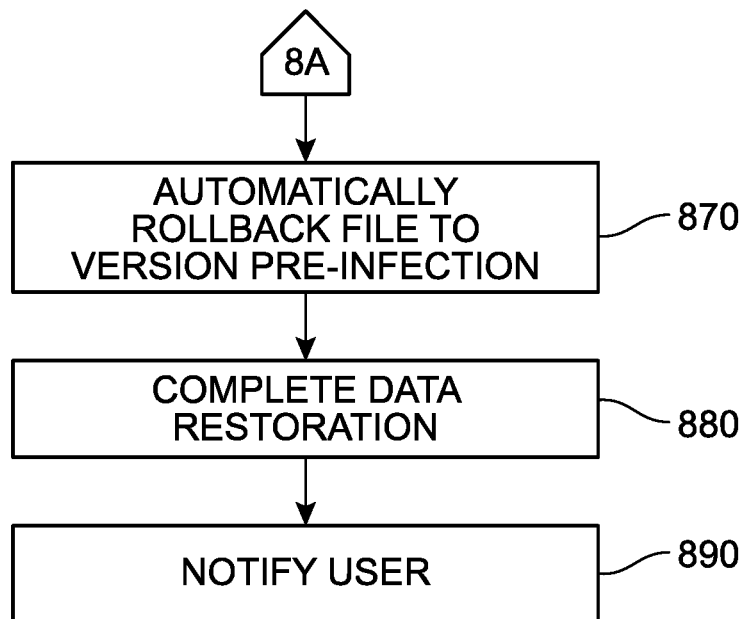 8A
AUTOMATICALLY
ROLLBACK FILE TO
VERSION PRE-INFECTION
870
COMPLETE DATA
RESTORATION
880
NOTIFY USER
890